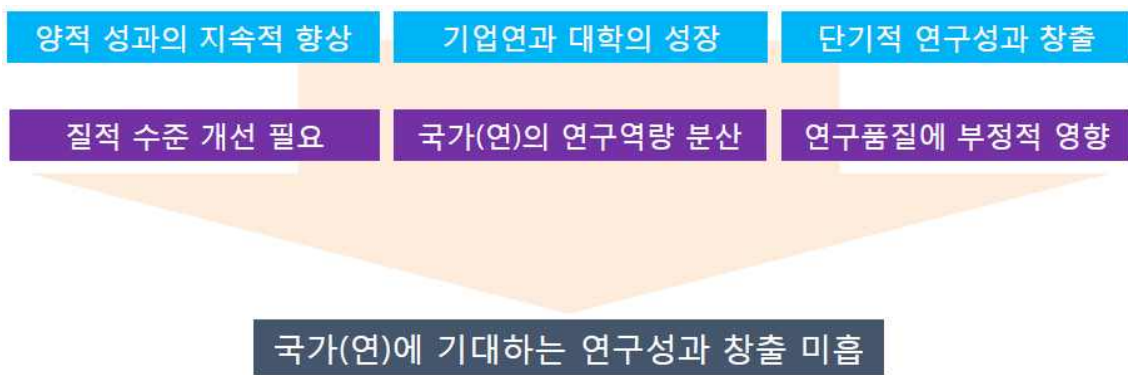 양적 성과의 지속적 향상
기업연과 대학의 성장
단기적 연구성과 창출
질적 수준 개선 필요
국가(연)의 연구역량 분산
연구품질에 부정적 영향
국가(연)에 기대하는 연구성과 창출 미흡